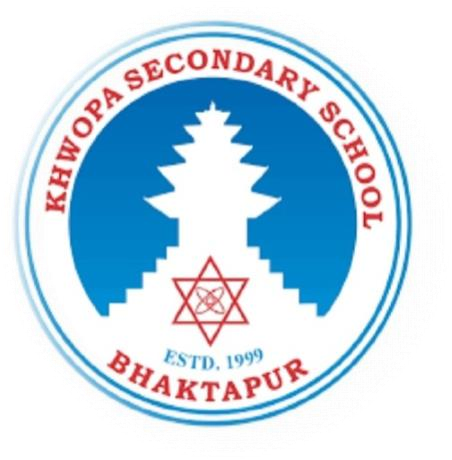 KHWOPA SECONDARY SCHOOL
ESTD. 1999
BHAKTAPUR